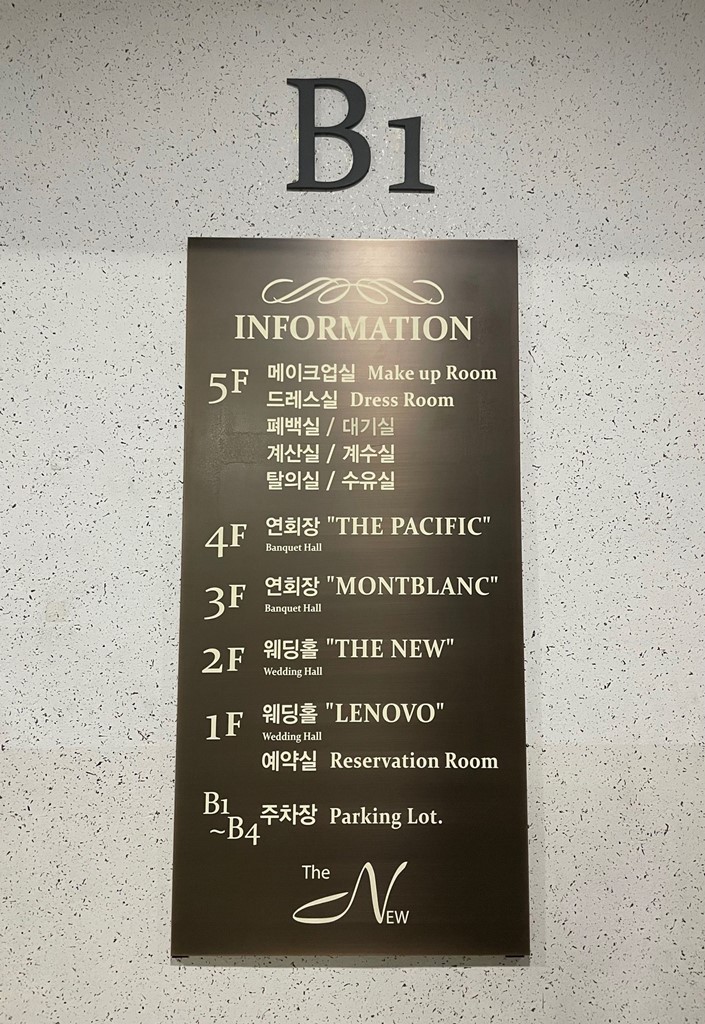 B1
INFORMATION
5F 메이크업실 Make up Room
드레스실 Dress Room
폐백실 / 대기실
계산실 / 계수실
탈의실 / 수유실
4F 연회장 "THE PACIFIC"
Banquet Hall
3F 연회장 "MONTBLANC"
Banquet Hall
2F 웨딩홀 "THE NEW"
Wedding Hall
1F 웨딩홀 "LENOVO"
Wedding Hall
예약실 Reservation Room
B1
~B4 주차장 Parking Lot.
The New